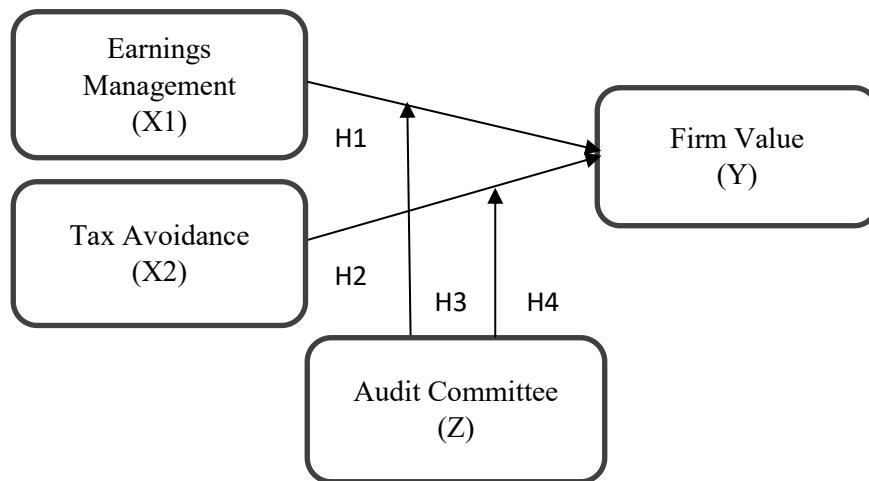 Earnings
Management
(X1)
H1
Firm Value
(Y)
Tax Avoidance
(X2)
H2
H3
H4
Audit Committee
(Z)